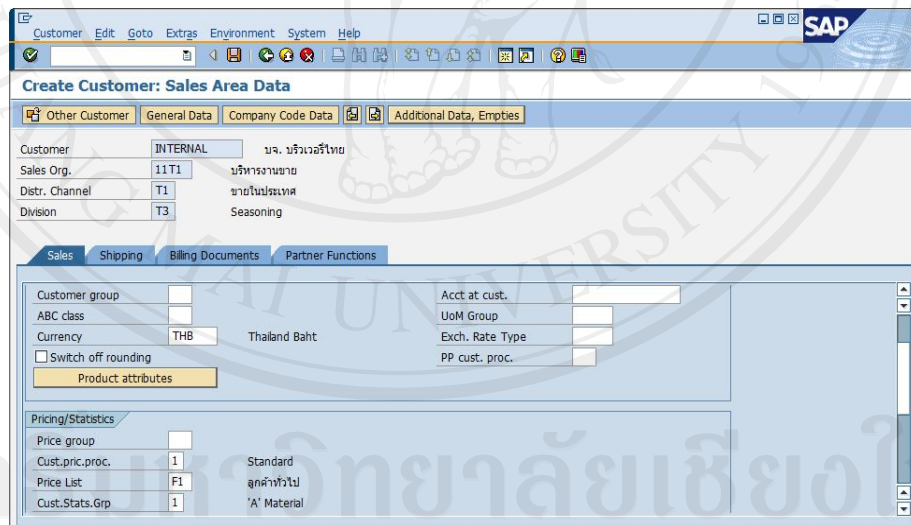 Customer Edit Goto Extras Environment System Help
SAP
Create Customer: Sales Area Data
Other Customer General Data Company Code Data Additional Data, Empties
Customer INTERNAL บจ. บริวเวอรี่ไทย
Sales Org. 11T1 บริหารงานขาย
Distr. Channel T1 ขายในประเทศ
Division T3 Seasoning
Sales Shipping Billing Documents Partner Functions
Customer group Acct at cust.
ABC class UoM Group
Currency THB Thailand Baht Exch. Rate Type
Switch off rounding PP cust. proc.
Product attributes
Pricing/Statistics
Price group
Cust.pric.proc. 1 Standard
Price List F1 ลูกค้าทั่วไป
Cust.Stats.Grp 1 'A' Material